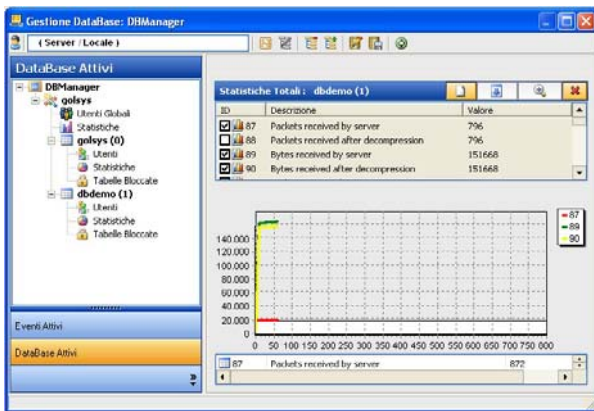 Gestione DataBase: DBManager
( Server / Locale )
DataBase Attivi
DBManager
golsys
Utenti Globali
Statistiche
golsys (0)
Utenti
Statistiche
Tabelle Bloccate
dbdemo (1)
Utenti
Statistiche
Tabelle Bloccate
Eventi Attivi
DataBase Attivi
Statistiche Totali : dbdemo (1)
ID Descrizione Valore
87 Packets received by server 796
88 Packets received after decompression 796
89 Bytes received by server 151668
90 Bytes received after decompression 151668
140.000
120.000
100.000
80.000
60.000
40.000
20.000
0
0 50 100 150 200 250 300 350 400 450 500 550 600 650 700 750 800
87
89
90
87 Packets received by server 872